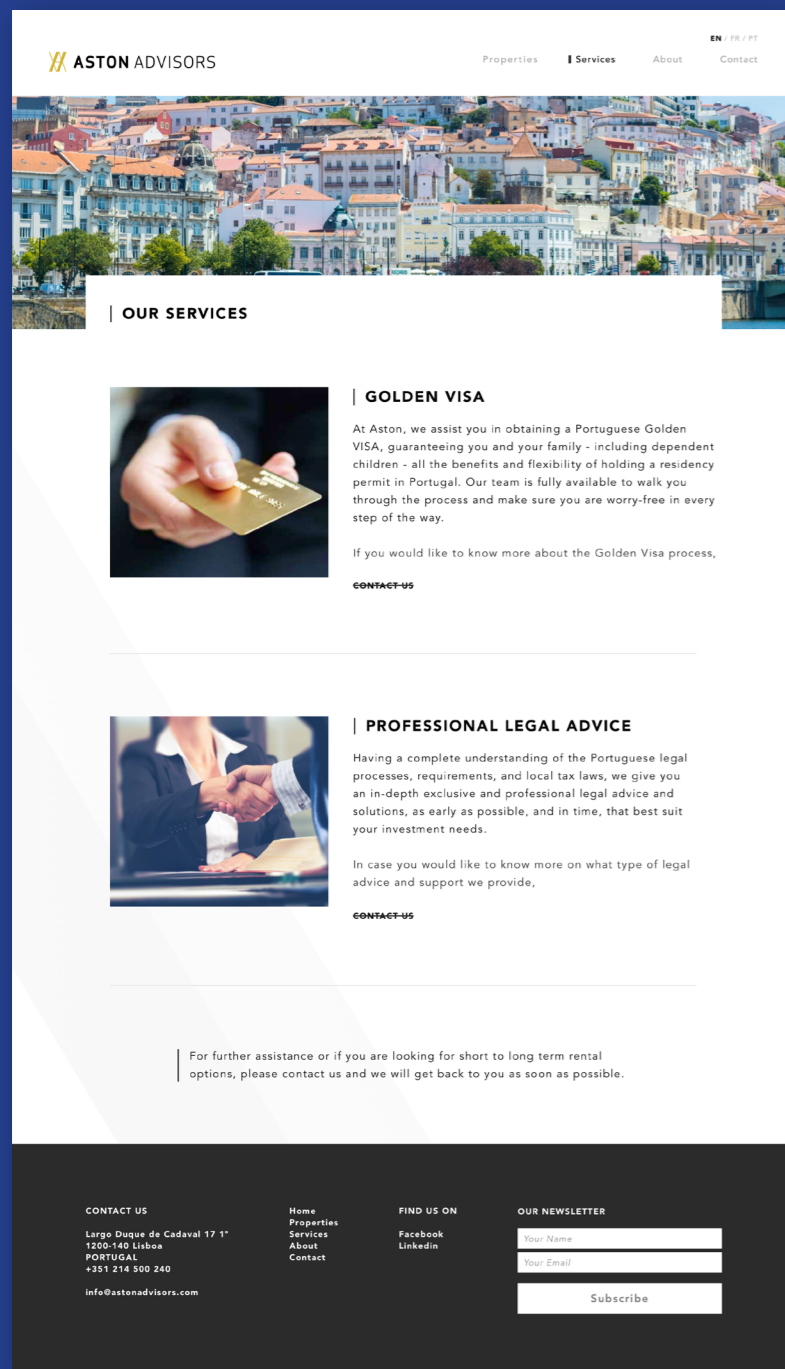 EN / FR / PT
ASTON ADVISORS
Properties Services About Contact
OUR SERVICES
GOLDEN VISA
At Aston, we assist you in obtaining a Portuguese Golden
VISA, guaranteeing you and your family - including dependent
children - all the benefits and flexibility of holding a residency
permit in Portugal. Our team is fully available to walk you
through the process and make sure you are worry-free in every
step of the way.
If you would like to know more about the Golden Visa process,
CONTACT US
PROFESSIONAL LEGAL ADVICE
Having a complete understanding of the Portuguese legal
processes, requirements, and local tax laws, we give you
an in-depth exclusive and professional legal advice and
solutions, as early as possible, and in time, that best suit
your investment needs.
In case you would like to know more on what type of legal
advice and support we provide,
CONTACT US
For further assistance or if you are looking for short to long term rental
options, please contact us and we will get back to you as soon as possible.
CONTACT US
Largo Duque de Cadaval 17 1º
1200-140 Lisboa
PORTUGAL
+351 214 500 240
info@astonadvisors.com
Home
Properties
Services
About
Contact
FIND US ON
Facebook
Linkedin
OUR NEWSLETTER
Your Name
Your Email
Subscribe